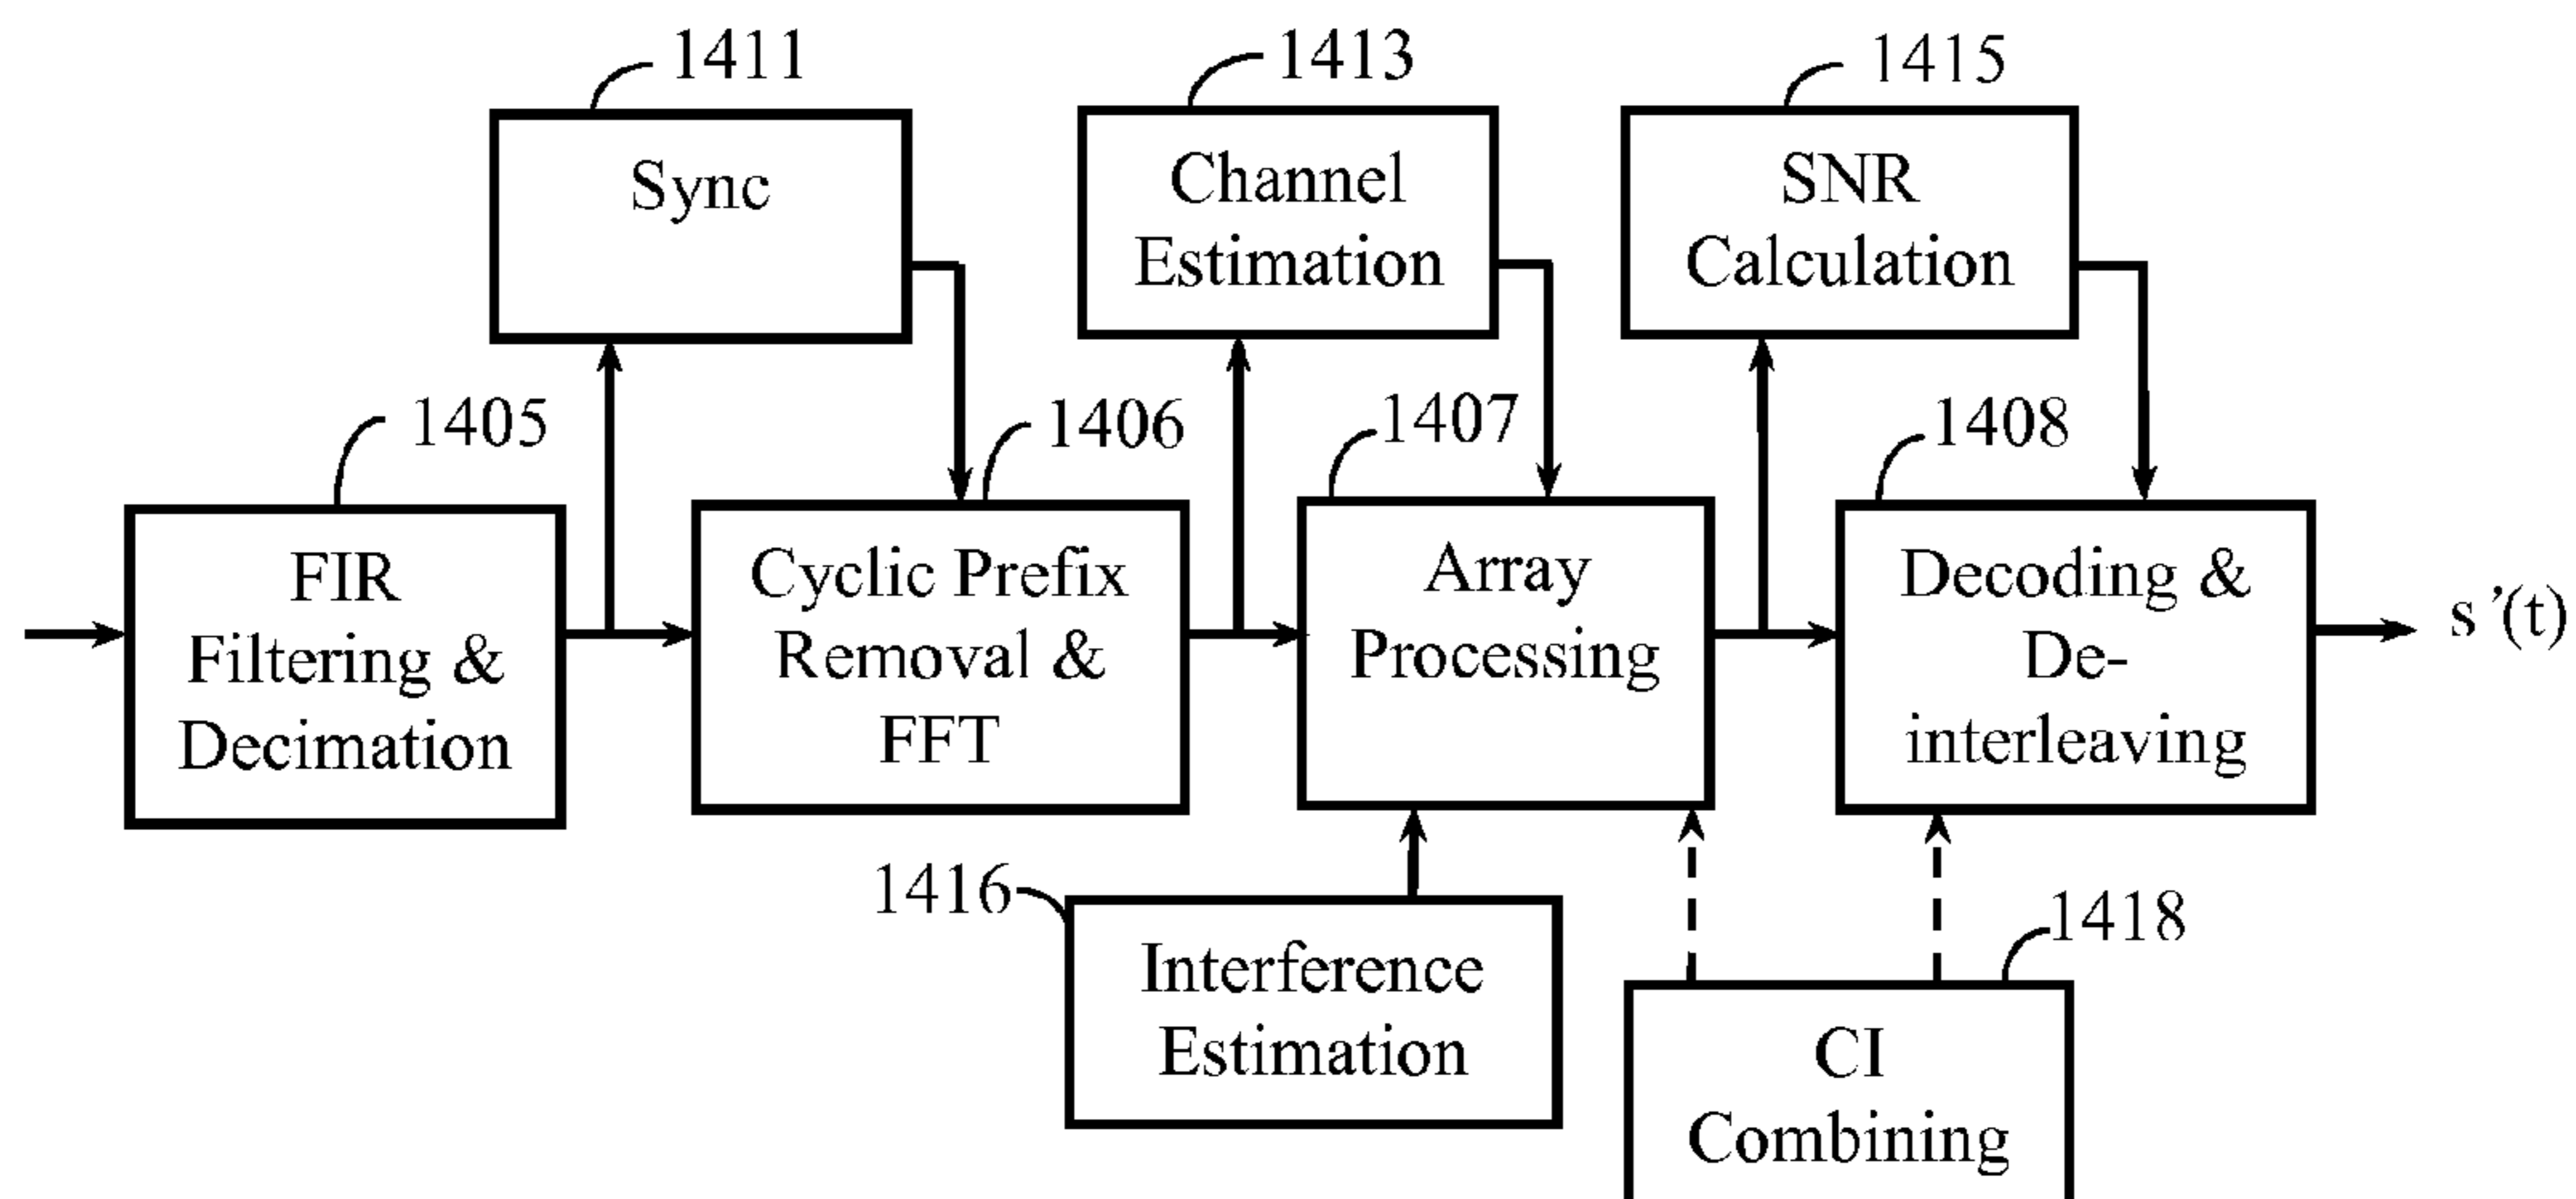 1411
1413
1415
Sync
Channel
Estimation
SNR
Calculation
1405
1406
1407
1408
FIR
Filtering &
Decimation
Cyclic Prefix
Removal &
FFT
Array
Processing
Decoding &
De-
interleaving
s’(t)
1416
Interference
Estimation
1418
CI
Combining